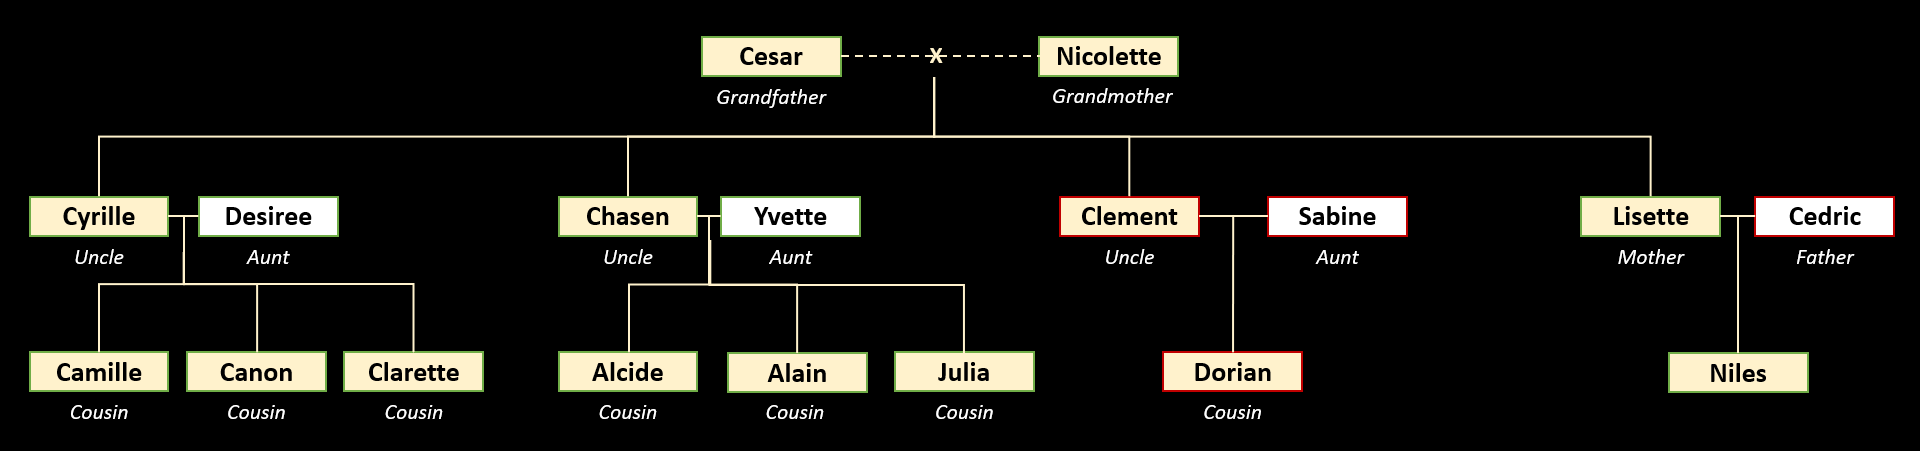 Cesar X Nicolette
Grandfather Grandmother
Cyrille Desiree Chasen Yvette Clement Sabine Lisette Cedric
Uncle Aunt Uncle Aunt Uncle Aunt Mother Father
Camille Canon Clarette Alcide Alain Julia Dorian Niles
Cousin Cousin Cousin Cousin Cousin Cousin Cousin